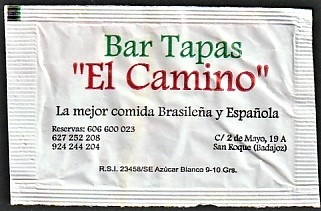 Bar Tapas
"El Camino"
La mejor comida Brasileña y Española
Reservas: 606 600 023
627 252 208
924 244 204
C/ 2 de Mayo, 19 A
San Roque (Badajoz)
R.S.I. 23458/SE Azúcar Blanco 9-10 Grs.